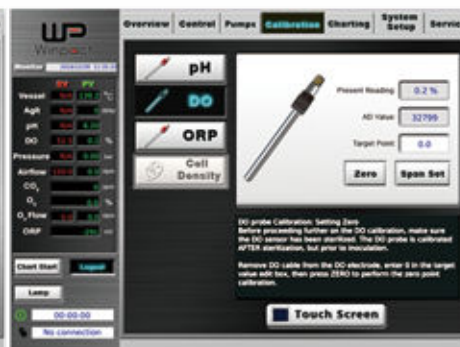 WP
Winpact
Monitor
Overview Control Pumps Calibration Charting System Setup Servic
SV PV
Vessel °C
Agit
pH
DO %
Pressure
Airflow
CO2
O2 %
O2 Flow
ORP
Chart Start Logout
Lamp
00:00:00
No connection
pH
DO
ORP
Cell Density
Present Reading 0.2 %
AD Value 32799
Target Point 0.0
Zero Span Set
DO probe Calibration: Setting Zero
Before proceeding further on the DO calibration, make sure
the DO sensor has been sterilized. The DO probe is calibrated
AFTER sterilization, but prior to inoculation.
Remove DO cable from the DO electrode, enter 0 in the target
value edit box, then press ZERO to perform the zero point
calibration.
Touch Screen